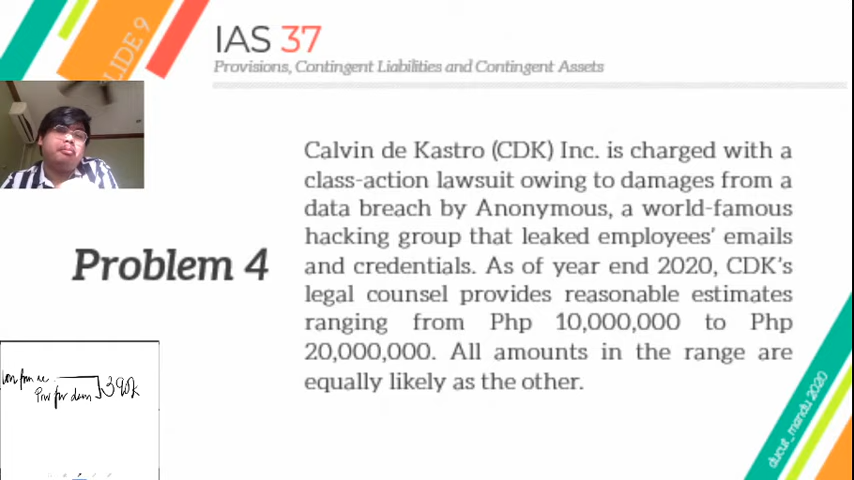 SLIDE 9
IAS 37
Provisions, Contingent Liabilities and Contingent Assets
Problem 4
Calvin de Kastro (CDK) Inc. is charged with a
class-action lawsuit owing to damages from a
data breach by Anonymous, a world-famous
hacking group that leaked employees' emails
and credentials. As of year end 2020, CDK's
legal counsel provides reasonable estimates
ranging from Php 10,000,000 to Php
20,000,000. All amounts in the range are
equally likely as the other.
390k
ducut_mandu 2020